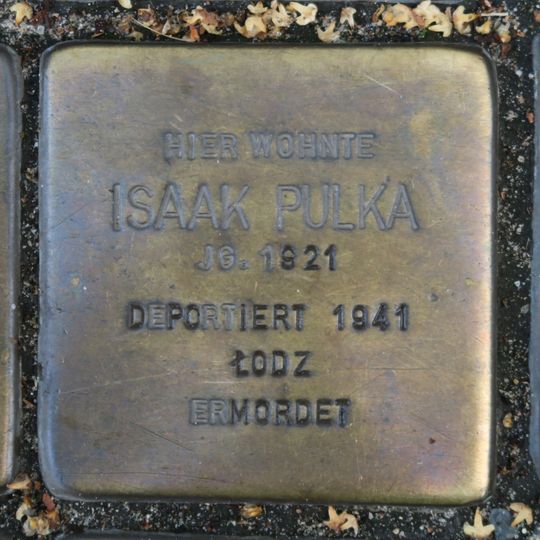 HIER WOHNTE
ISAAK PULKA
JG. 1921
DEPORTIERT 1941
ŁODZ
ERMORDET